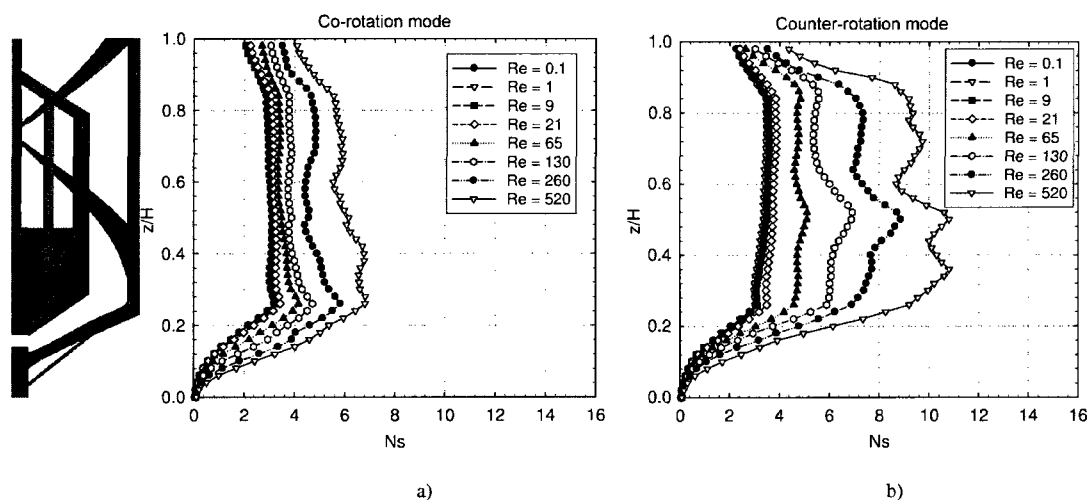 Co-rotation mode
1.0
0.8
0.6
0.4
0.2
0.0
z/H
0
2
4
6
8
10
12
14
16
Ns
Re = 0.1
Re = 1
Re = 9
Re = 21
Re = 65
Re = 130
Re = 260
Re = 520
a)
Counter-rotation mode
1.0
0.8
0.6
0.4
0.2
0.0
z/H
0
2
4
6
8
10
12
14
16
Ns
Re = 0.1
Re = 1
Re = 9
Re = 21
Re = 65
Re = 130
Re = 260
Re = 520
b)